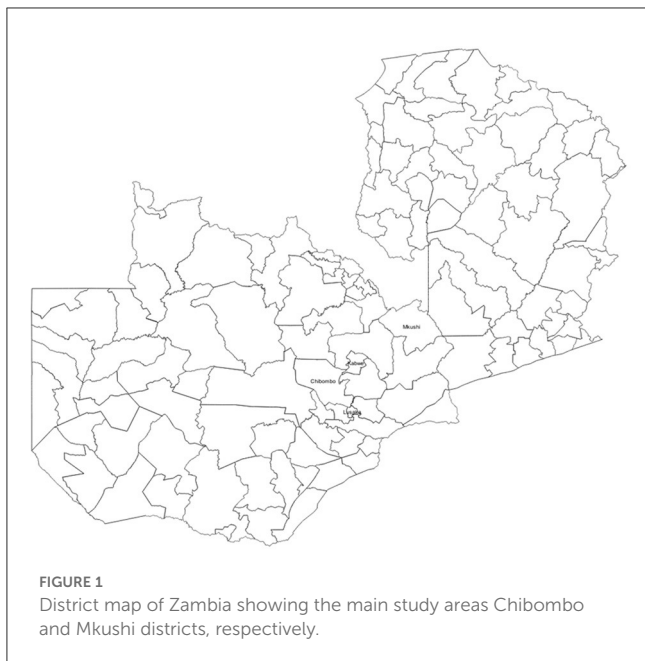 Mkushi
Kabwe
Chibombo
Lusaka
FIGURE 1
District map of Zambia showing the main study areas Chibombo
and Mkushi districts, respectively.